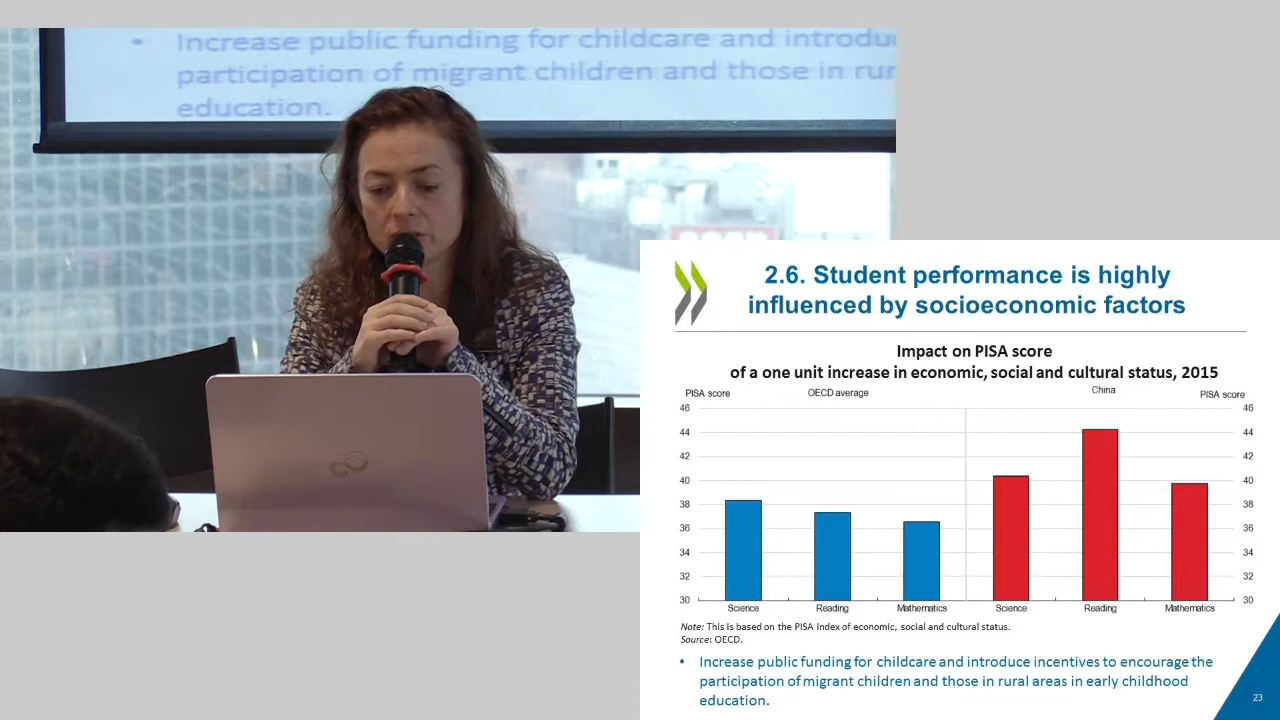 Increase public funding for childcare and introdu
participation of migrant children and those in rur
education.
2.6. Student performance is highly
influenced by socioeconomic factors
Impact on PISA score
of a one unit increase in economic, social and cultural status, 2015
PISA score
OECD average
China
PISA score
46
44
42
40
38
36
34
32
30
46
44
42
40
38
36
34
32
30
Science
Reading
Mathematics
Science
Reading
Mathematics
Note: This is based on the PISA index of economic, social and cultural status.
Source: OECD.
• Increase public funding for childcare and introduce incentives to encourage the
participation of migrant children and those in rural areas in early childhood
education.
23